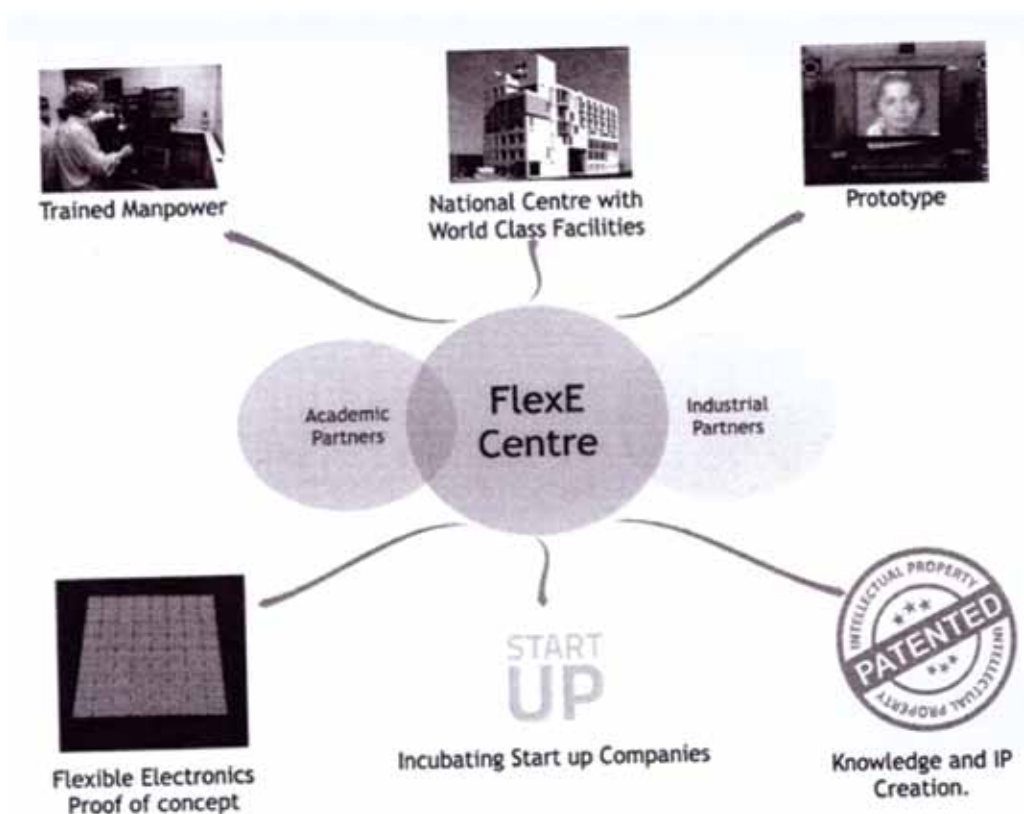 Trained Manpower
National Centre with
World Class Facilities
Prototype
Academic
Partners
FlexE
Centre
Industrial
Partners
Flexible Electronics
Proof of concept
START
UP
Incubating Start up Companies
INTELLECTUAL PROPERTY
PATENTED
INTELLECTUAL PROPERTY
Knowledge and IP
Creation.